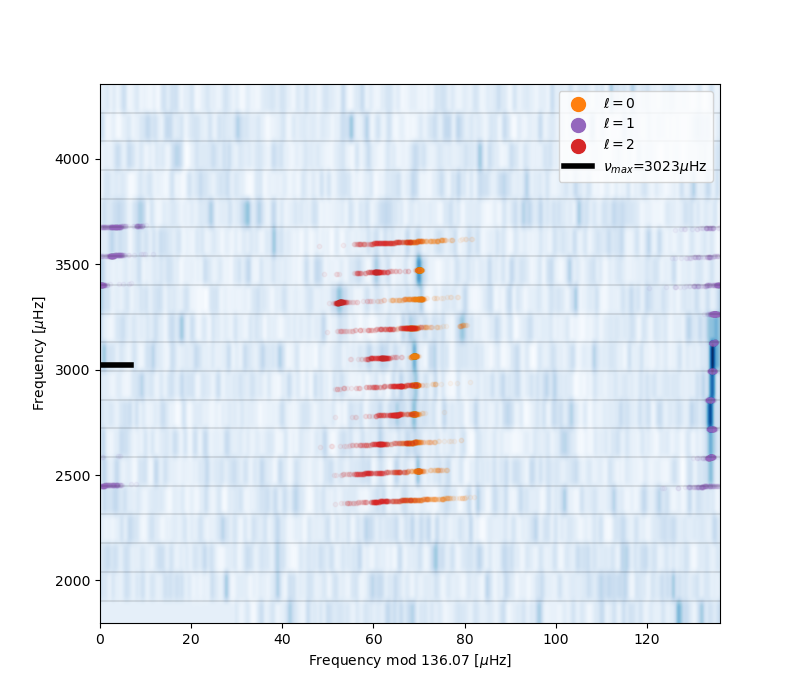 ℓ = 0
ℓ = 1
ℓ = 2
ν_max=3023μHz
4000
3500
3000
2500
2000
Frequency [μHz]
0 20 40 60 80 100 120
Frequency mod 136.07 [μHz]